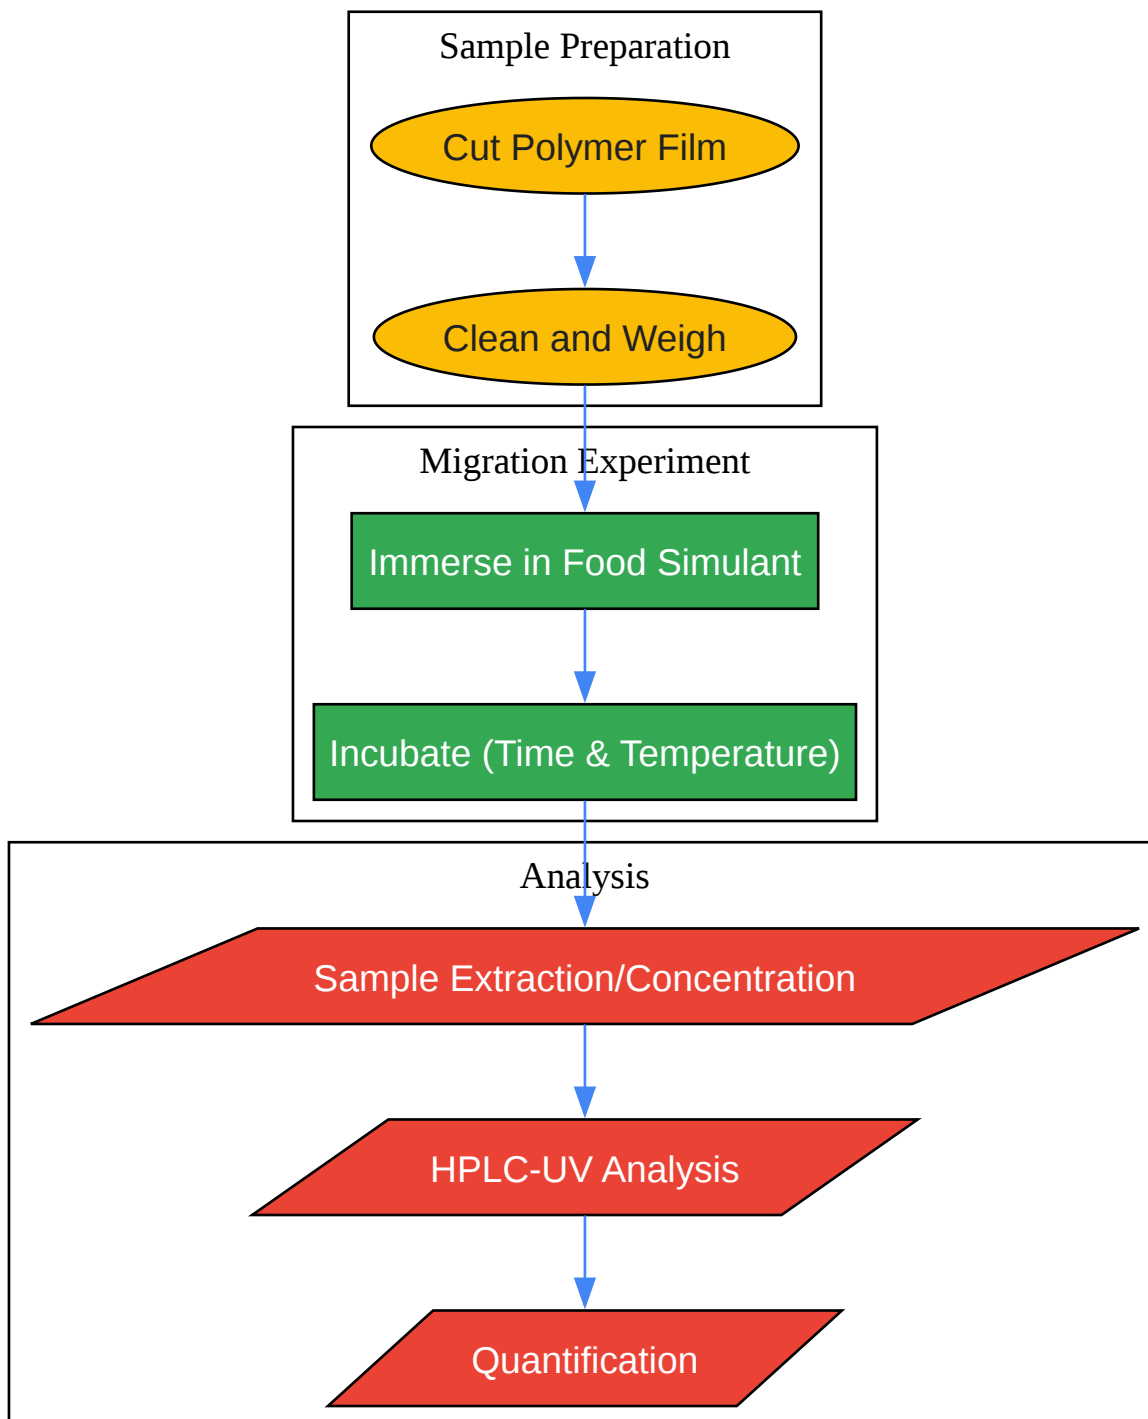 Sample Preparation
Cut Polymer Film
Clean and Weigh
Migration Experiment
Immerse in Food Simulant
Incubate (Time & Temperature)
Analysis
Sample Extraction/Concentration
HPLC-UV Analysis
Quantification